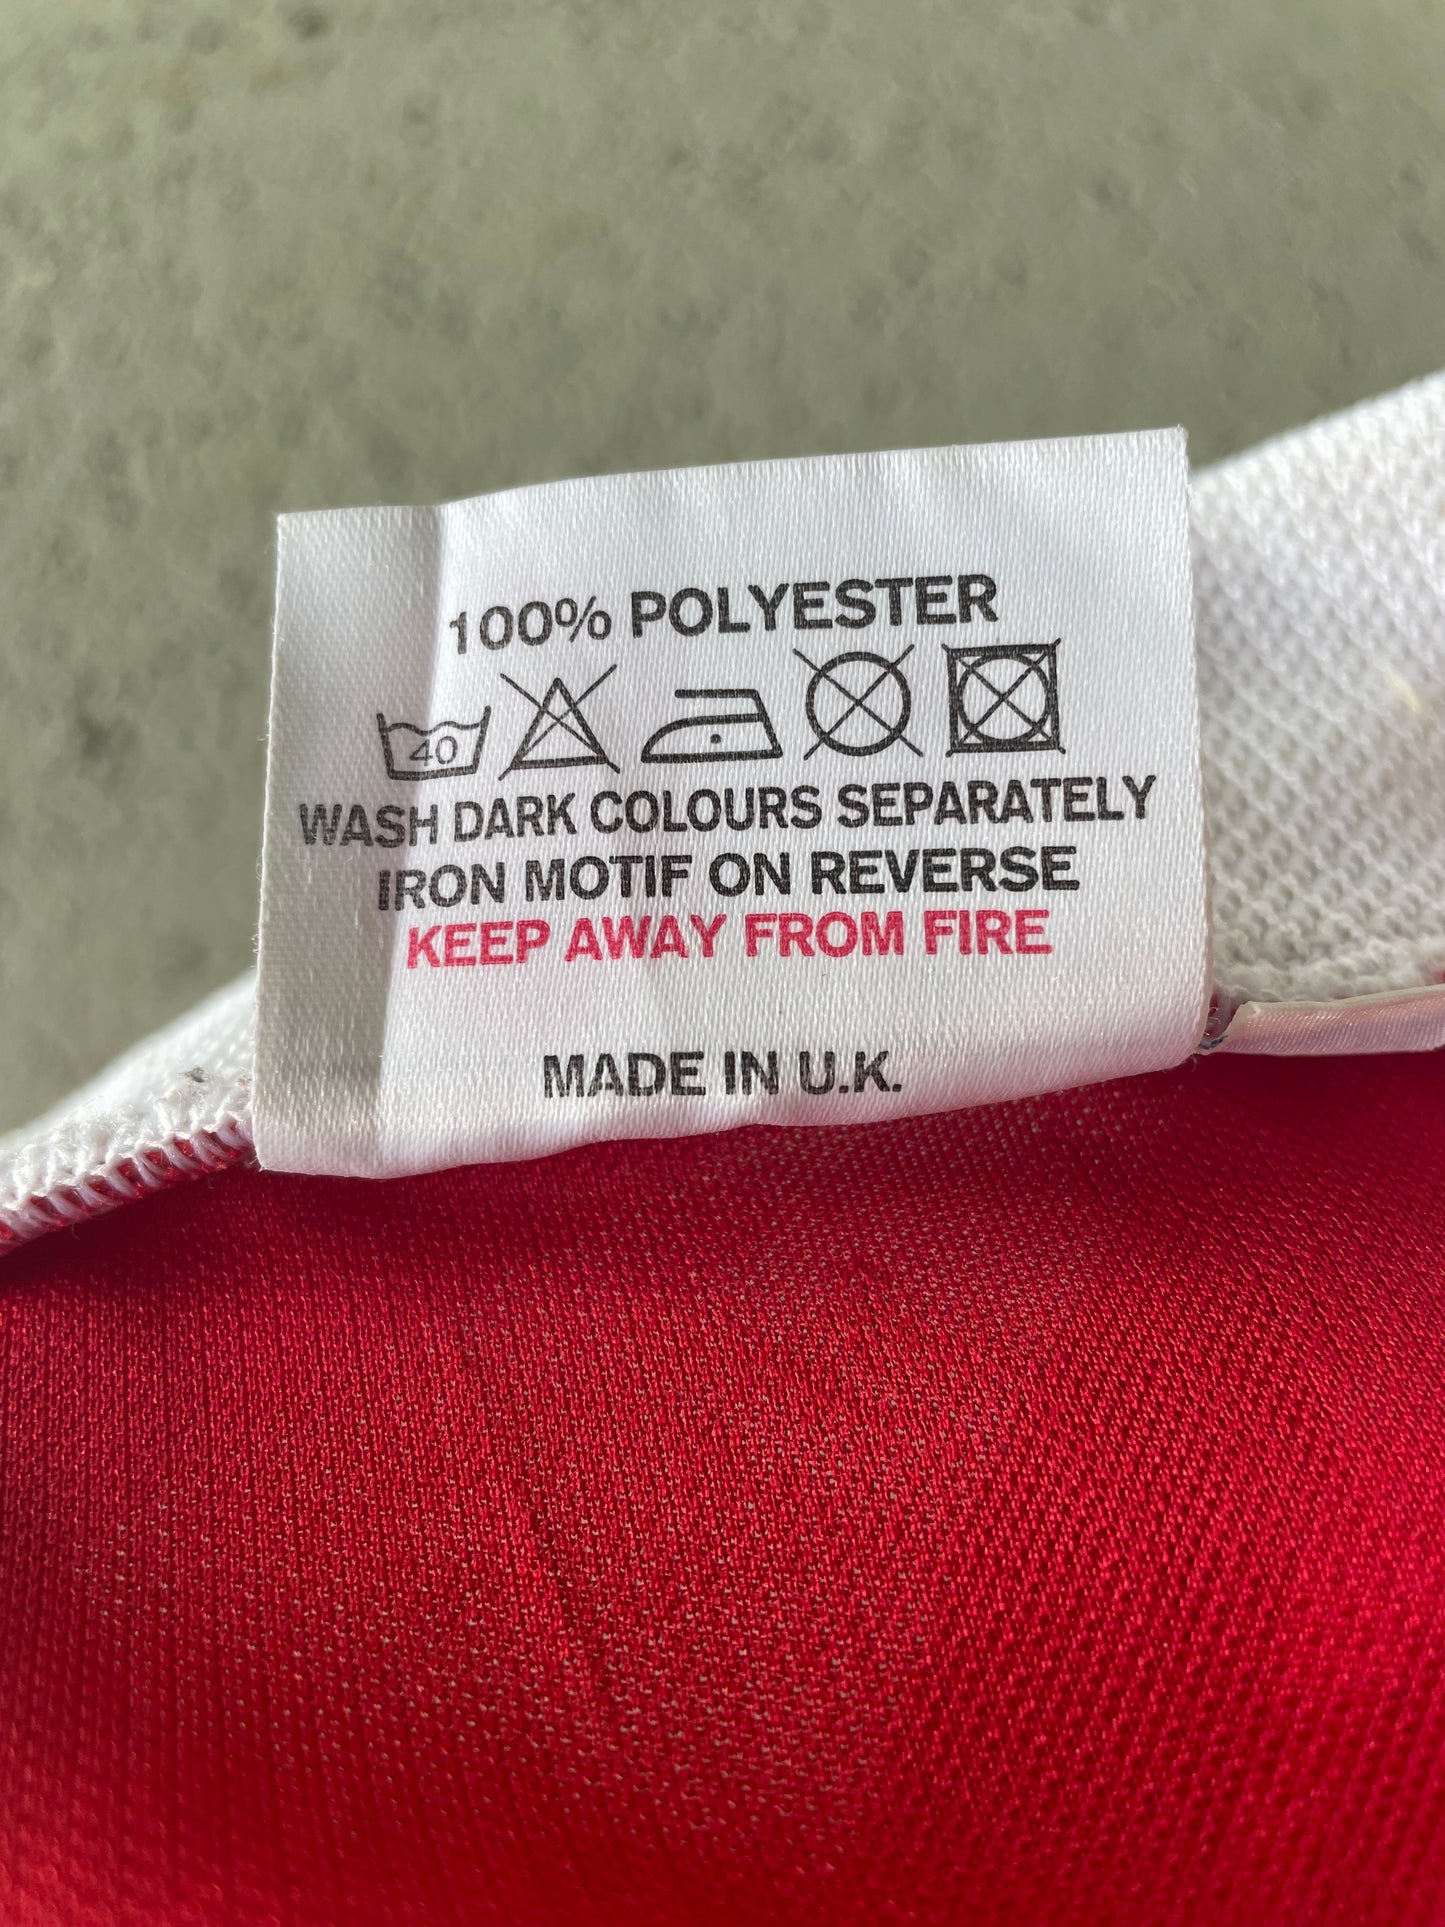 100% POLYESTER
40
WASH DARK COLOURS SEPARATELY
IRON MOTIF ON REVERSE
KEEP AWAY FROM FIRE
MADE IN U.K.